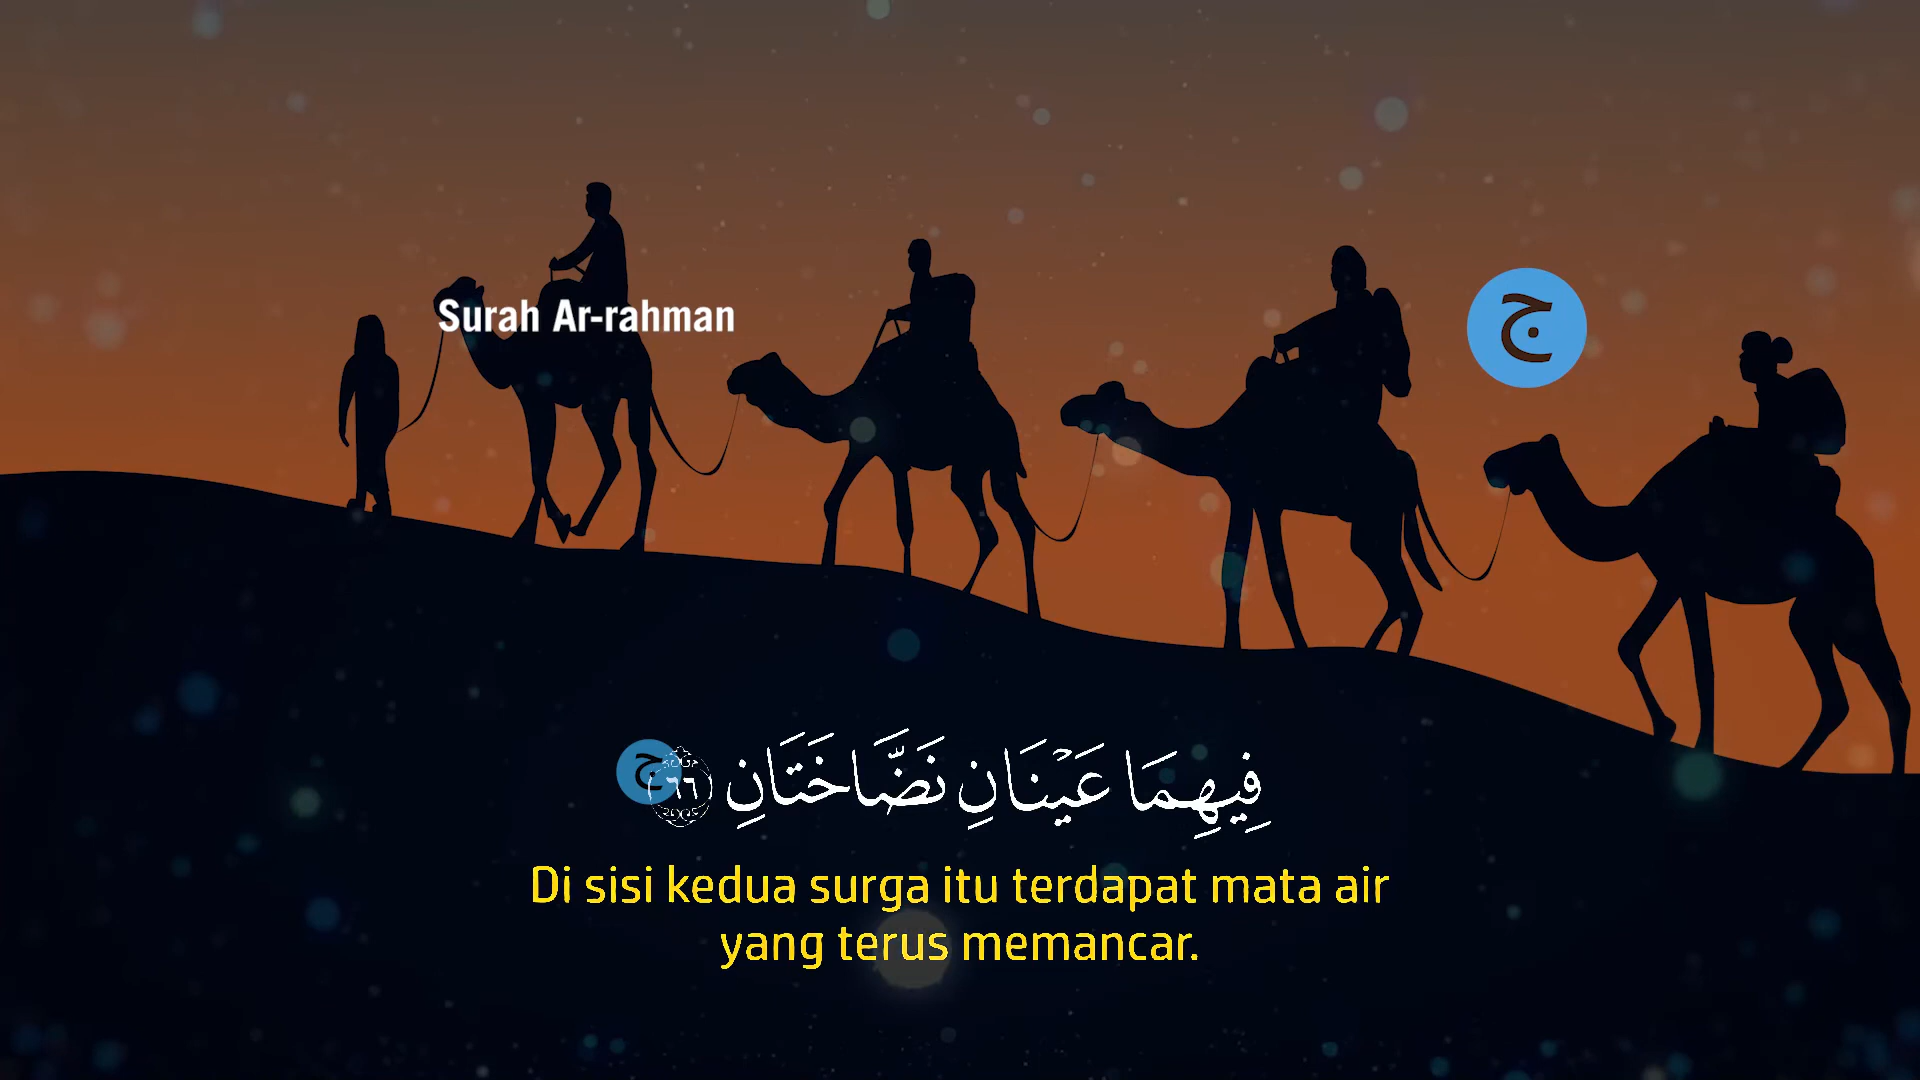 Surah Ar-rahman
ج
فِيهِمَا عَيْنَانِ نَضَّاخَتَانِ ٦٦
ج
Di sisi kedua surga itu terdapat mata air
yang terus memancar.